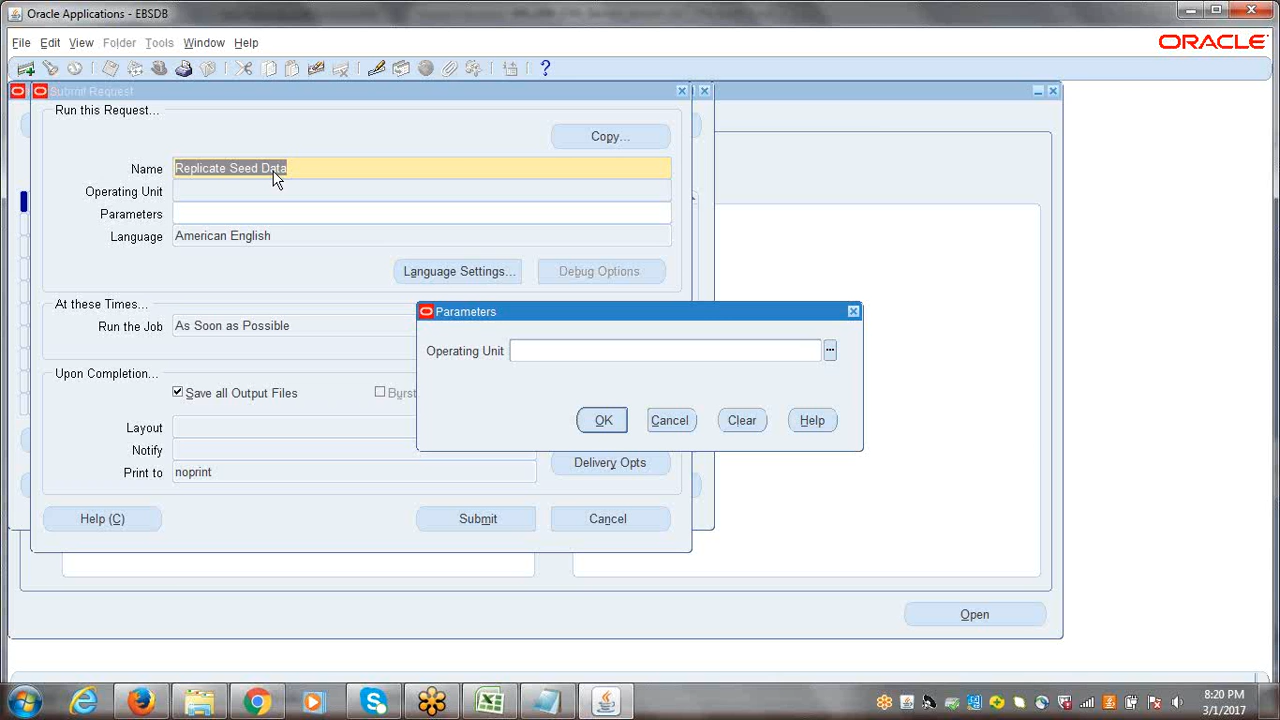 Oracle Applications - EBSDB
File Edit View Folder Tools Window Help
ORACLE
Submit Request
Run this Request...
Copy...
Name Replicate Seed Data
Operating Unit
Parameters
Language American English
Language Settings...
Debug Options
At these Times...
Run the Job As Soon as Possible
Parameters
Operating Unit
OK
Cancel
Clear
Help
Upon Completion...
Save all Output Files
Burst
Layout
Notify
Print to noprint
Delivery Opts
Help (C)
Submit
Cancel
Open
8:20 PM
3/1/2017